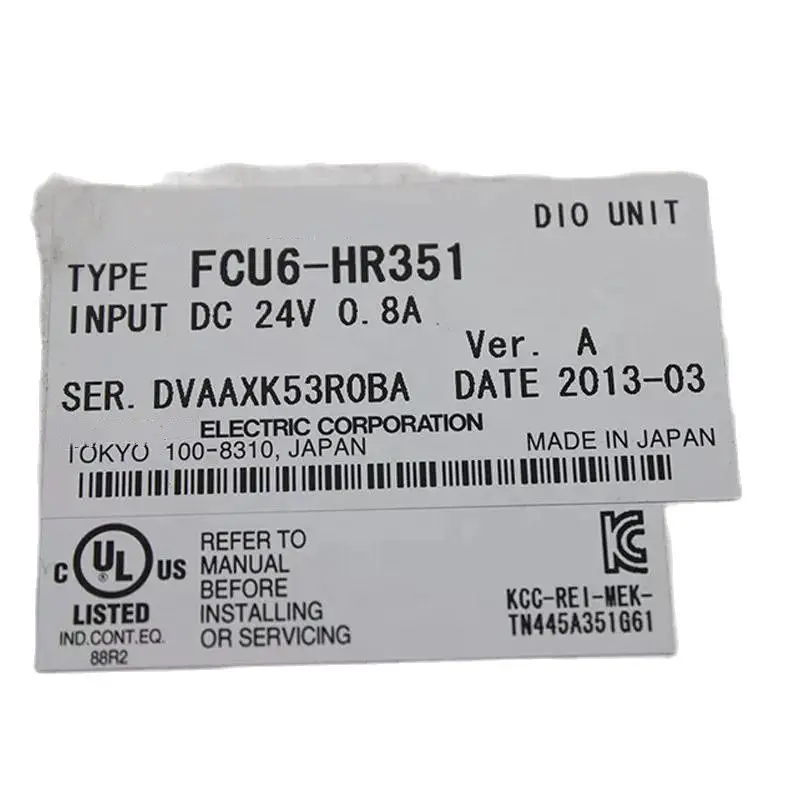 DIO UNIT
TYPE FCU6-HR351
INPUT DC 24V 0.8A
Ver. A
SER. DVAAXK53R0BA DATE 2013-03
ELECTRIC CORPORATION
TOKYO 100-8310, JAPAN MADE IN JAPAN
C UL ® US
LISTED
IND.CONT.EQ.
88R2
REFER TO
MANUAL
BEFORE
INSTALLING
OR SERVICING
KC
KCC-REI-MEK-
TN445A351G61